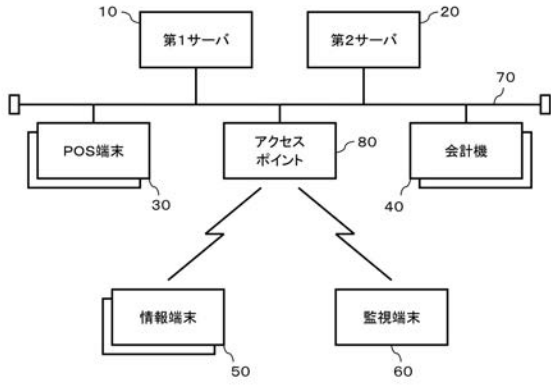 10
第1サーバ
20
第2サーバ
70
POS端末
30
アクセス
ポイント
80
会計機
40
情報端末
50
監視端末
60